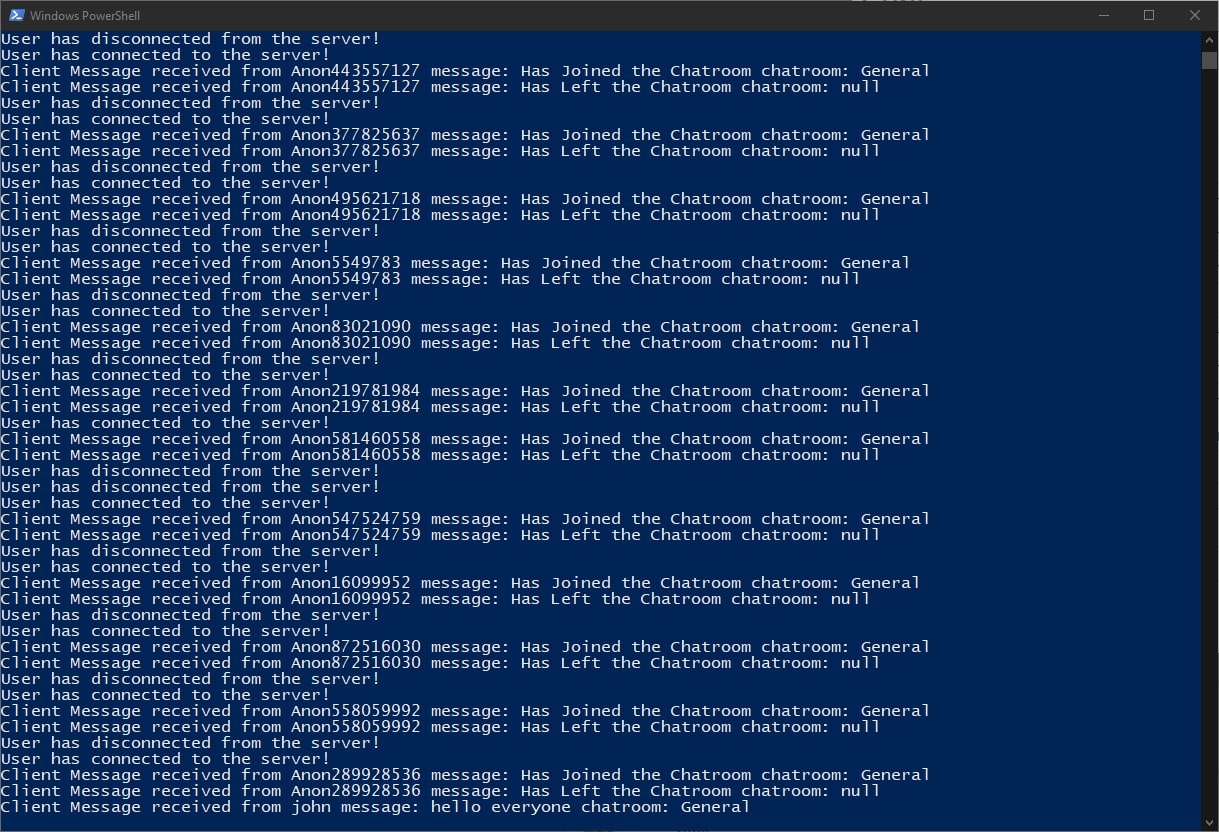 Windows PowerShell
User has disconnected from the server!
User has connected to the server!
Client Message received from Anon443557127 message: Has Joined the Chatroom chatroom: General
Client Message received from Anon443557127 message: Has Left the Chatroom chatroom: null
User has disconnected from the server!
User has connected to the server!
Client Message received from Anon377825637 message: Has Joined the Chatroom chatroom: General
Client Message received from Anon377825637 message: Has Left the Chatroom chatroom: null
User has disconnected from the server!
User has connected to the server!
Client Message received from Anon495621718 message: Has Joined the Chatroom chatroom: General
Client Message received from Anon495621718 message: Has Left the Chatroom chatroom: null
User has disconnected from the server!
User has connected to the server!
Client Message received from Anon5549783 message: Has Joined the Chatroom chatroom: General
Client Message received from Anon5549783 message: Has Left the Chatroom chatroom: null
User has disconnected from the server!
User has connected to the server!
Client Message received from Anon83021090 message: Has Joined the Chatroom chatroom: General
Client Message received from Anon83021090 message: Has Left the Chatroom chatroom: null
User has disconnected from the server!
User has connected to the server!
Client Message received from Anon219781984 message: Has Joined the Chatroom chatroom: General
Client Message received from Anon219781984 message: Has Left the Chatroom chatroom: null
User has connected to the server!
Client Message received from Anon581460558 message: Has Joined the Chatroom chatroom: General
Client Message received from Anon581460558 message: Has Left the Chatroom chatroom: null
User has disconnected from the server!
User has disconnected from the server!
User has connected to the server!
Client Message received from Anon547524759 message: Has Joined the Chatroom chatroom: General
Client Message received from Anon547524759 message: Has Left the Chatroom chatroom: null
User has disconnected from the server!
User has connected to the server!
Client Message received from Anon16099952 message: Has Joined the Chatroom chatroom: General
Client Message received from Anon16099952 message: Has Left the Chatroom chatroom: null
User has disconnected from the server!
User has connected to the server!
Client Message received from Anon872516030 message: Has Joined the Chatroom chatroom: General
Client Message received from Anon872516030 message: Has Left the Chatroom chatroom: null
User has disconnected from the server!
User has connected to the server!
Client Message received from Anon558059992 message: Has Joined the Chatroom chatroom: General
Client Message received from Anon558059992 message: Has Left the Chatroom chatroom: null
User has disconnected from the server!
User has connected to the server!
Client Message received from Anon289928536 message: Has Joined the Chatroom chatroom: General
Client Message received from Anon289928536 message: Has Left the Chatroom chatroom: null
Client Message received from john message: hello everyone chatroom: General